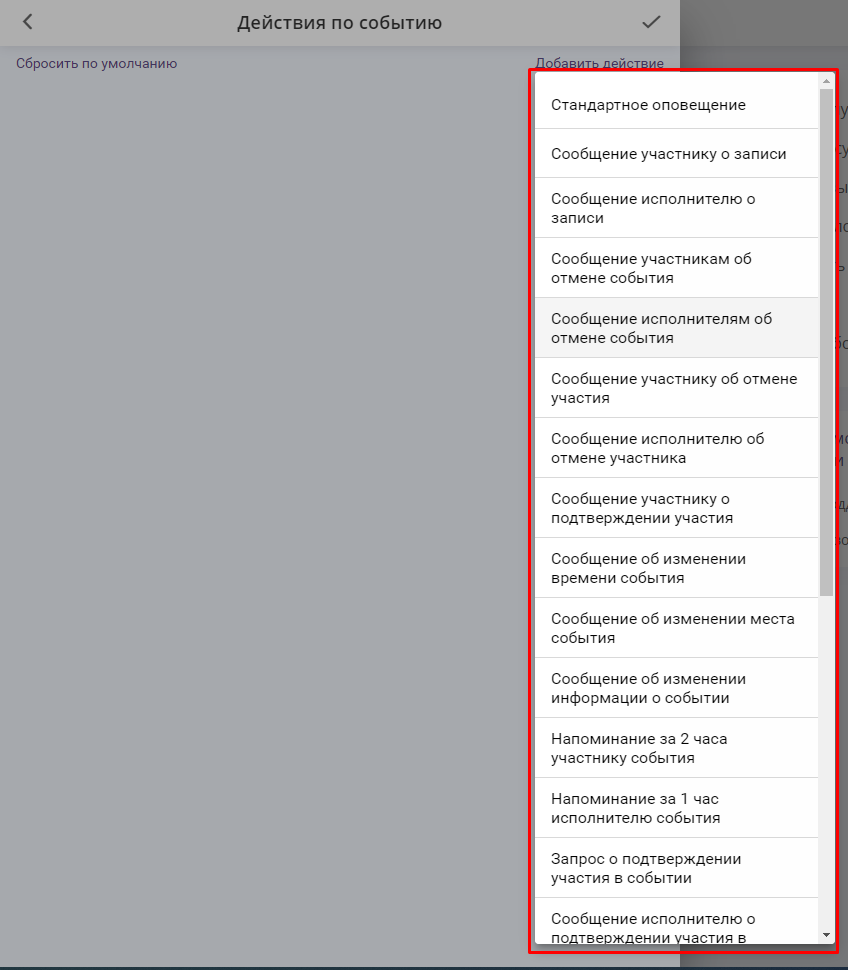 Действия по событию
Сбросить по умолчанию
Добавить действие
Стандартное оповещение
Сообщение участнику о записи
Сообщение исполнителю о
записи
Сообщение участникам об
отмене события
Сообщение исполнителям об
отмене события
Сообщение участнику об отмене
участия
Сообщение исполнителю об
отмене участника
Сообщение участнику о
подтверждении участия
Сообщение об изменении
времени события
Сообщение об изменении места
события
Сообщение об изменении
информации о событии
Напоминание за 2 часа
участнику события
Напоминание за 1 час
исполнителю события
Запрос о подтверждении
участия в событии
Сообщение исполнителю о
подтверждении участия в